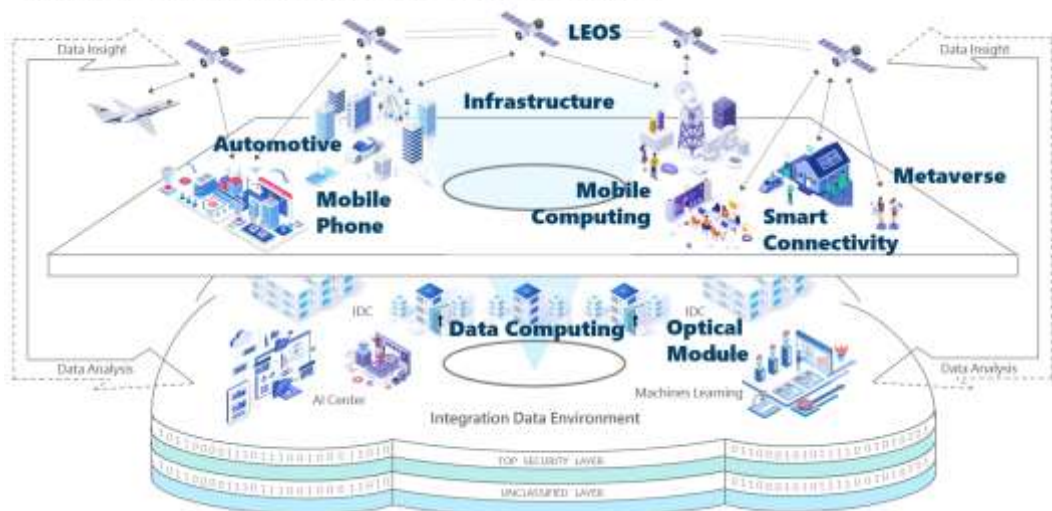 LEOS
Data Insight
Data Insight
Infrastructure
Automotive
Mobile
Phone
Mobile
Computing
Metaverse
Smart
Connectivity
IDC
IDC
Data Computing
Optical
Module
Data Analysis
Data Analysis
AI Center
Machines Learning
Integration Data Environment
TOP SECURITY LAYER
UNCLASSIFIED LAYER